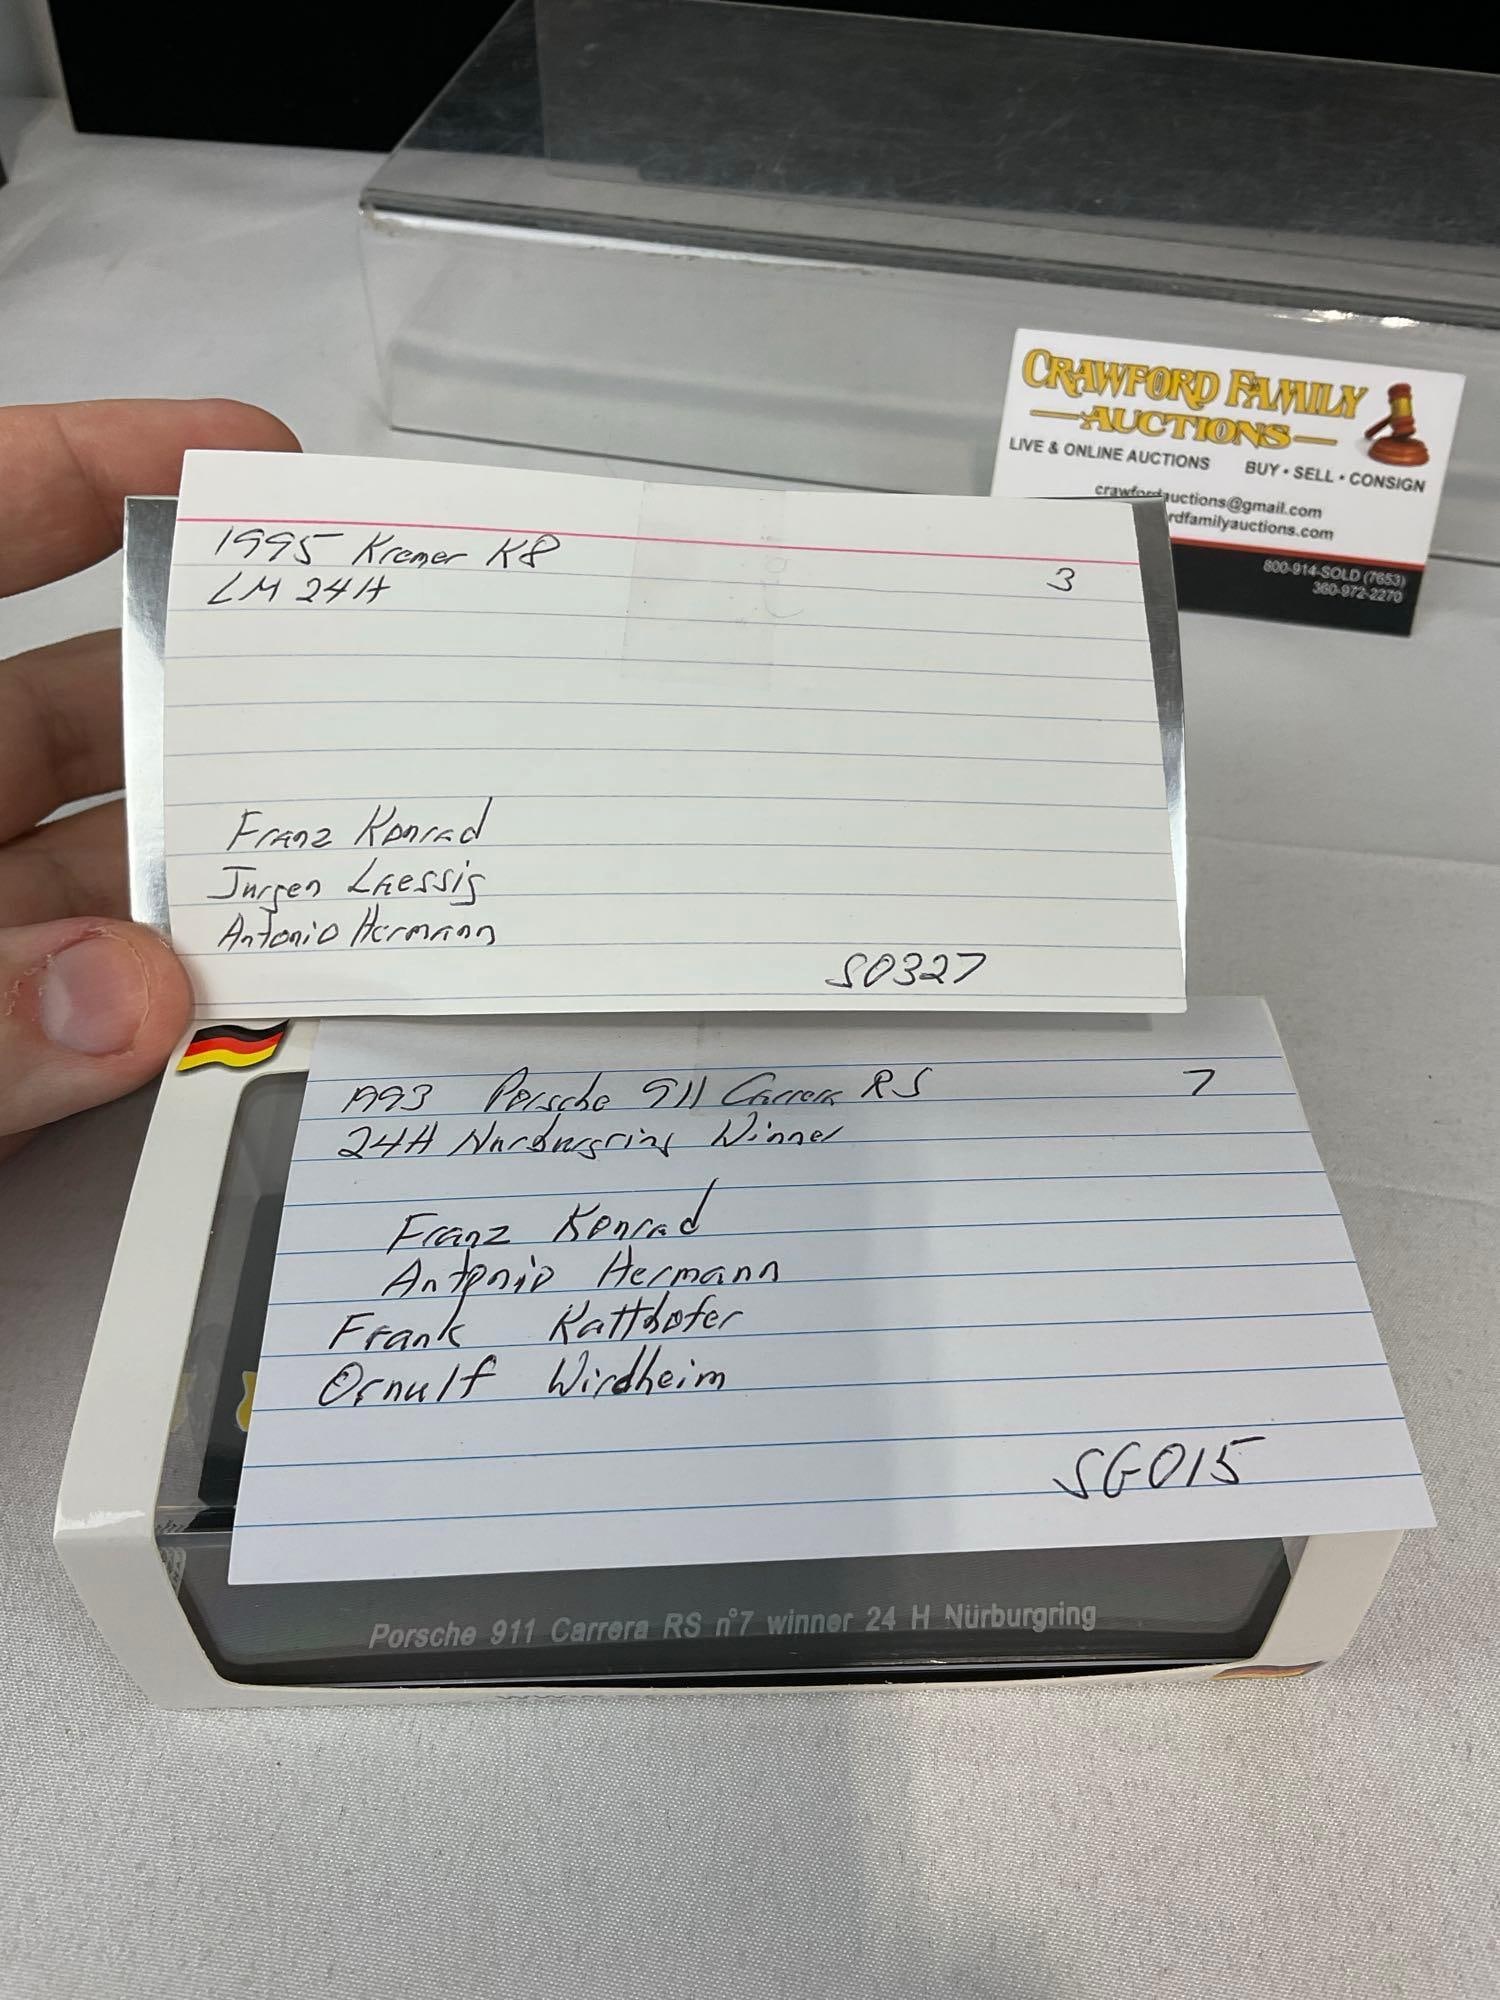 CRAWFORD FAMILY
AUCTIONS
LIVE & ONLINE AUCTIONS BUY • SELL • CONSIGN
crawfordauctions@gmail.com
rdfamilyauctions.com
800-914-SOLD (7653)
360-972-2270
1995 Kremer K8 3
LM 24H
Franz Konrad
Jurgen Laessig
Antonio Hermann
S0327
1993 Porsche 911 Carrera RS 7
24H Nurburgring Winner
Franz Konrad
Antonio Hermann
Frank Katthofer
Ornulf Wirdheim
SG015
Porsche 911 Carrera RS n°7 winner 24 H Nürburgring